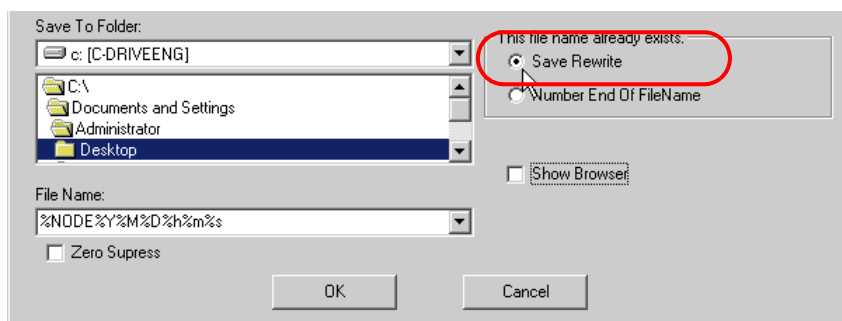 Save To Folder:
c: [C-DRIVEENG]
C:\
Documents and Settings
Administrator
Desktop
File Name:
%NODE%Y%M%D%h%m%s
Zero Supress
This file name already exists.
Save Rewrite
Number End Of FileName
Show Browser
OK
Cancel